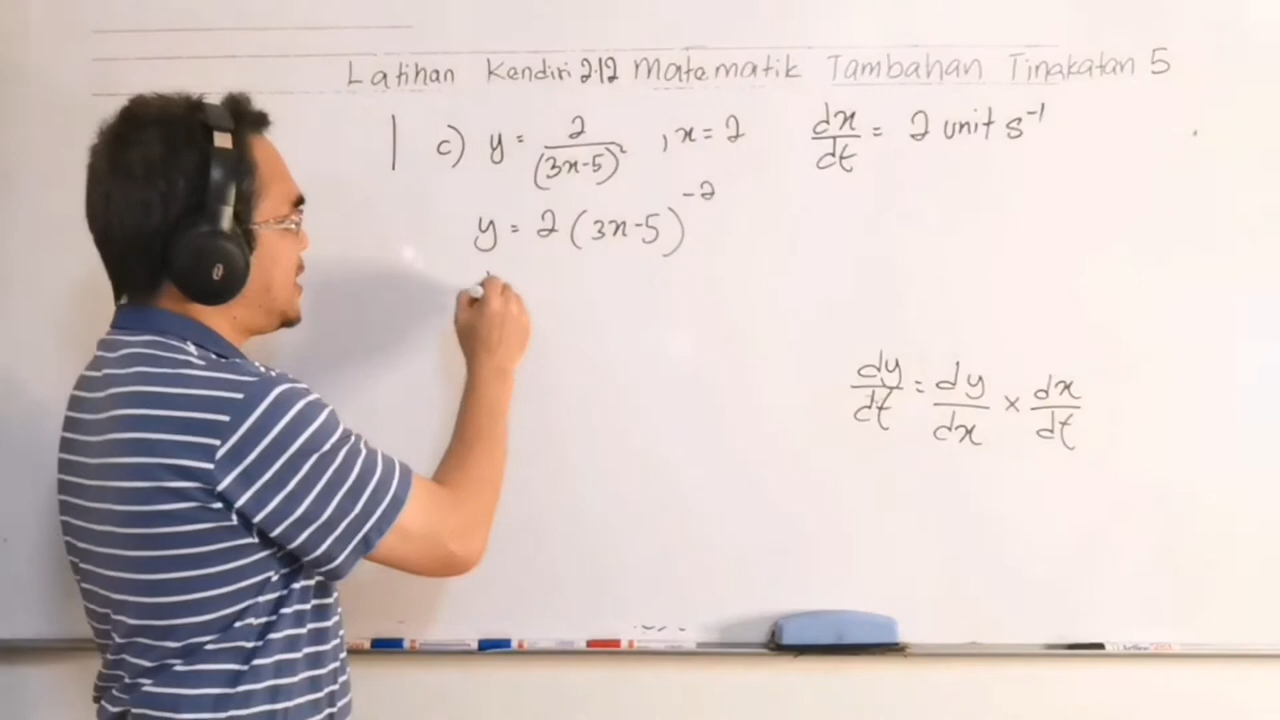 Latihan Kendiri 2.12 Matematik Tambahan Tingkatan 5
1 c) y = 2/(3x-5)² , x = 2 dx/dt = 2 unit s⁻¹
y = 2(3x-5)⁻²
dy/dt = dy/dx × dx/dt